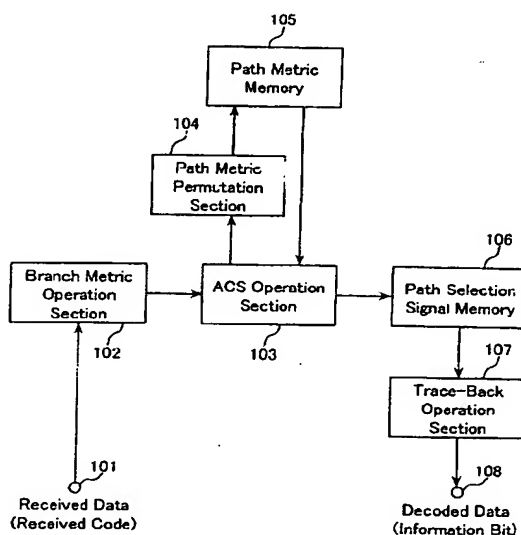 105
Path Metric
Memory
104
Path Metric
Permutation
Section
106
Branch Metric
Operation
Section
ACS Operation
Section
Path Selection
Signal Memory
102
103
107
Trace-Back
Operation
Section
101
108
Received Data
(Received Code)
Decoded Data
(Information Bit)